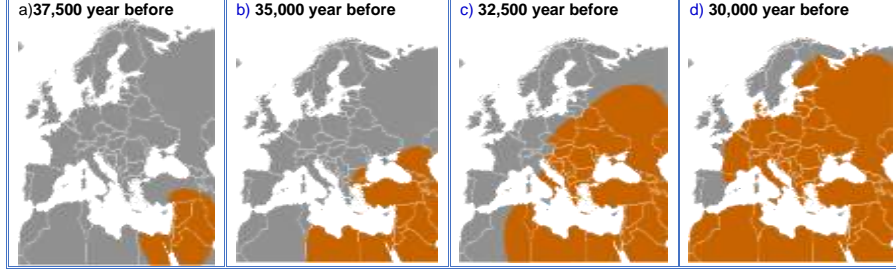 a)37,500 year before
b) 35,000 year before
c) 32,500 year before
d) 30,000 year before